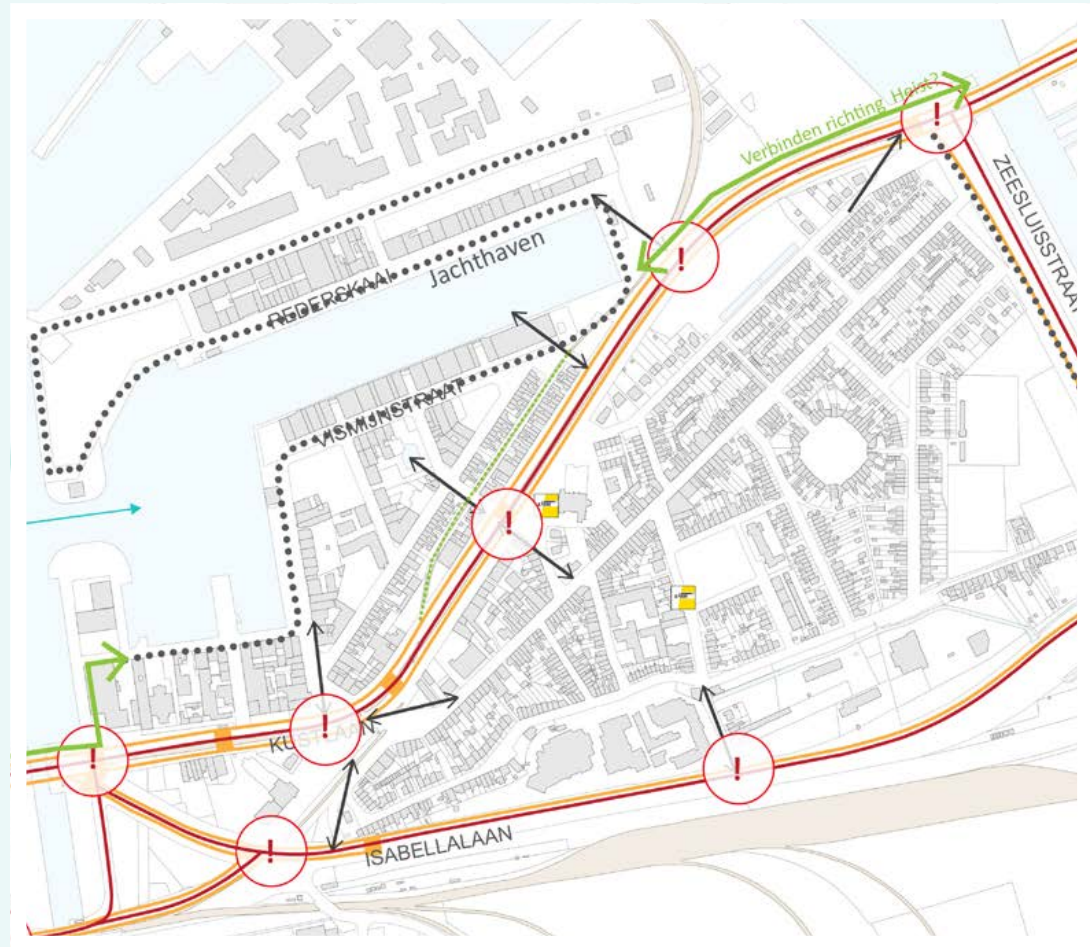 Verbinden richting Heist?
!
ZEESLUISSTRAAT
!
Jachthaven
REDERSKAAI
VISMIJNSTRAAT
!
!
KUSTLAAN
!
!
!
ISABELLALAAN